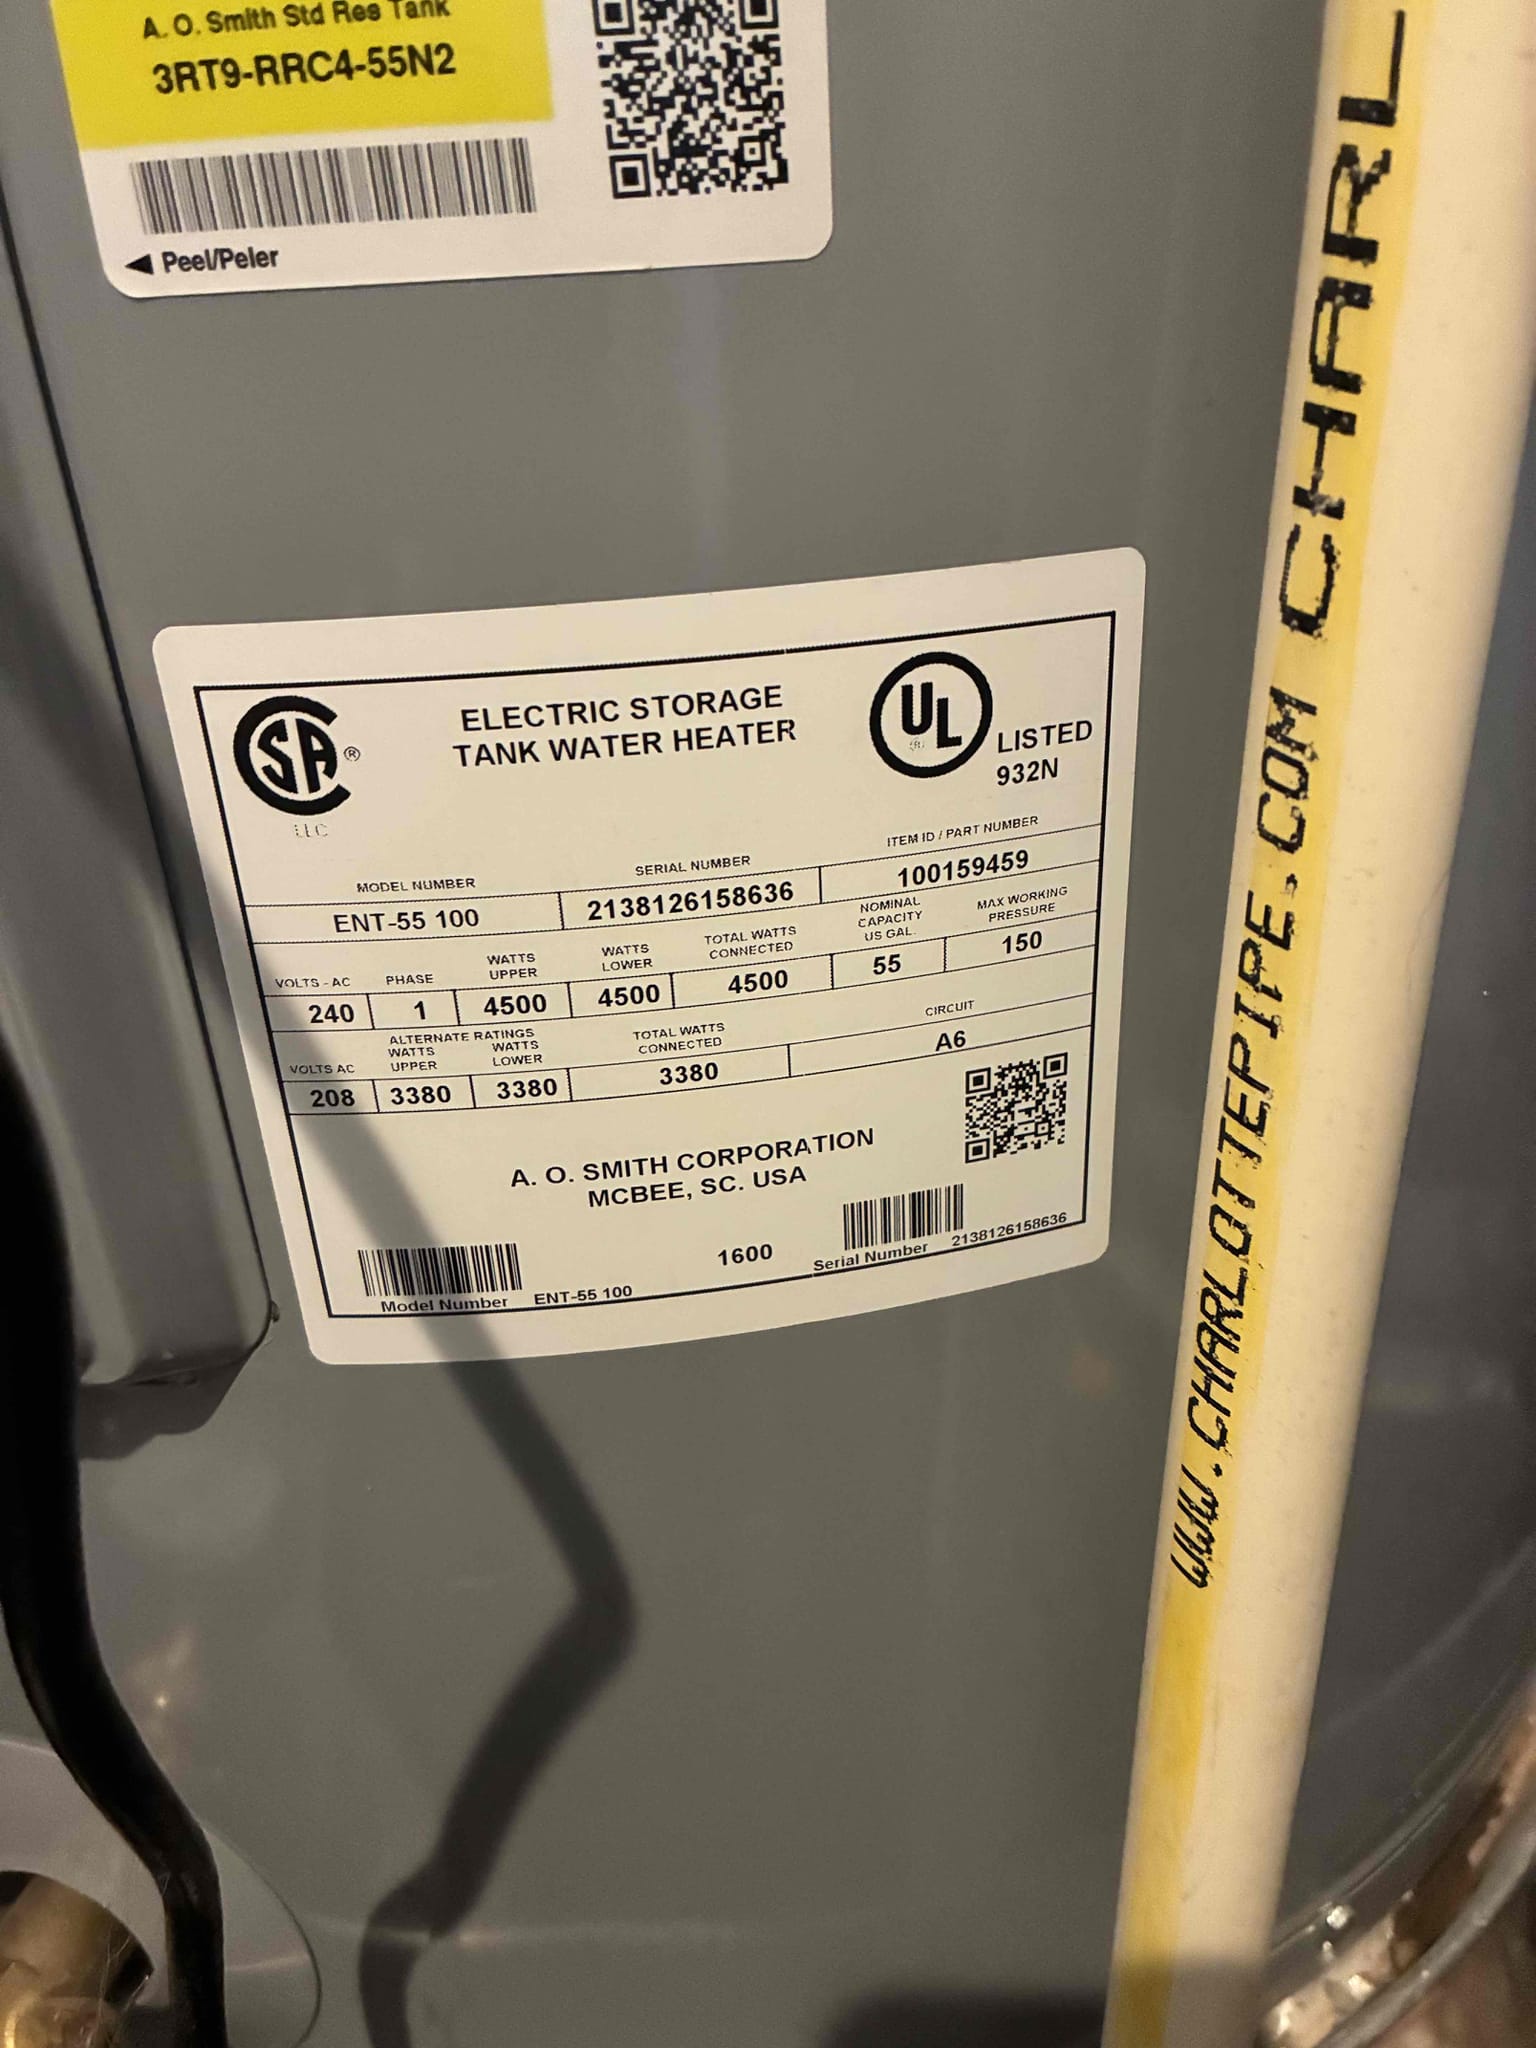 A. O. Smith Std Res Tank
3RT9-RRC4-55N2
Peel/Peler
SA ®
ELECTRIC STORAGE
TANK WATER HEATER
UL
LISTED
932N
LLC
MODEL NUMBER SERIAL NUMBER ITEM ID / PART NUMBER
ENT-55 100 2138126158636 100159459
VOLTS - AC PHASE WATTS UPPER WATTS LOWER TOTAL WATTS CONNECTED NOMINAL CAPACITY US GAL. MAX WORKING PRESSURE
240 1 4500 4500 4500 55 150
ALTERNATE RATINGS
VOLTS AC WATTS UPPER WATTS LOWER TOTAL WATTS CONNECTED CIRCUIT
208 3380 3380 3380 A6
A. O. SMITH CORPORATION
MCBEE, SC. USA
1600
Model Number ENT-55 100 Serial Number 2138126158636
WWW.CHARLOTTEPIPE.COM CHARL